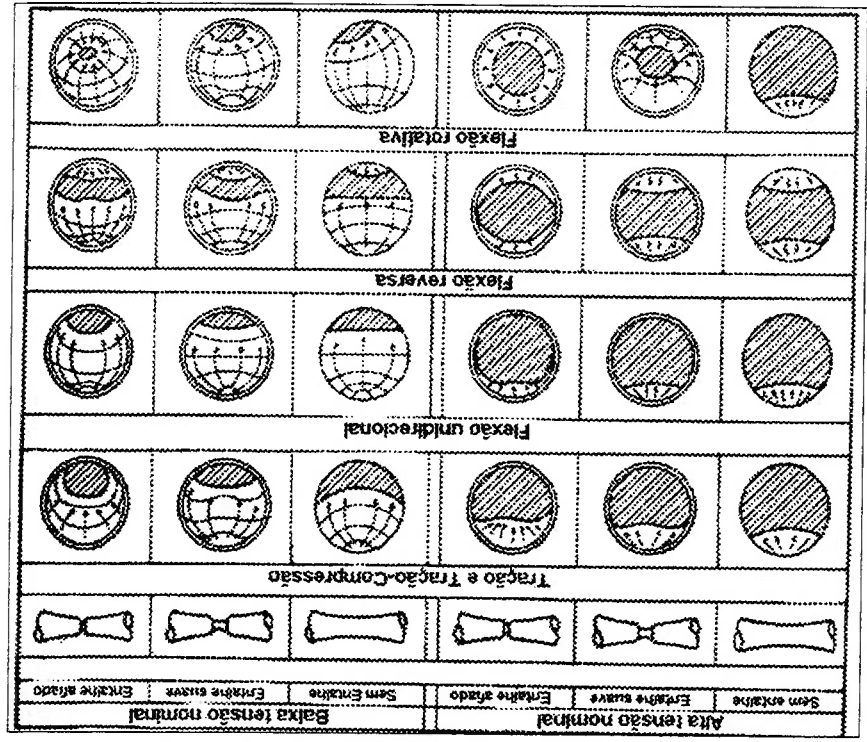 Alta tensão nominal Baixa tensão nominal
Sem entalhe Entalhe suave Entalhe afiado Sem Entalhe Entalhe suave Entalhe afiado
Tração e Tração-Compressão
Flexão unidirecional
Flexão reversa
Flexão rotativa